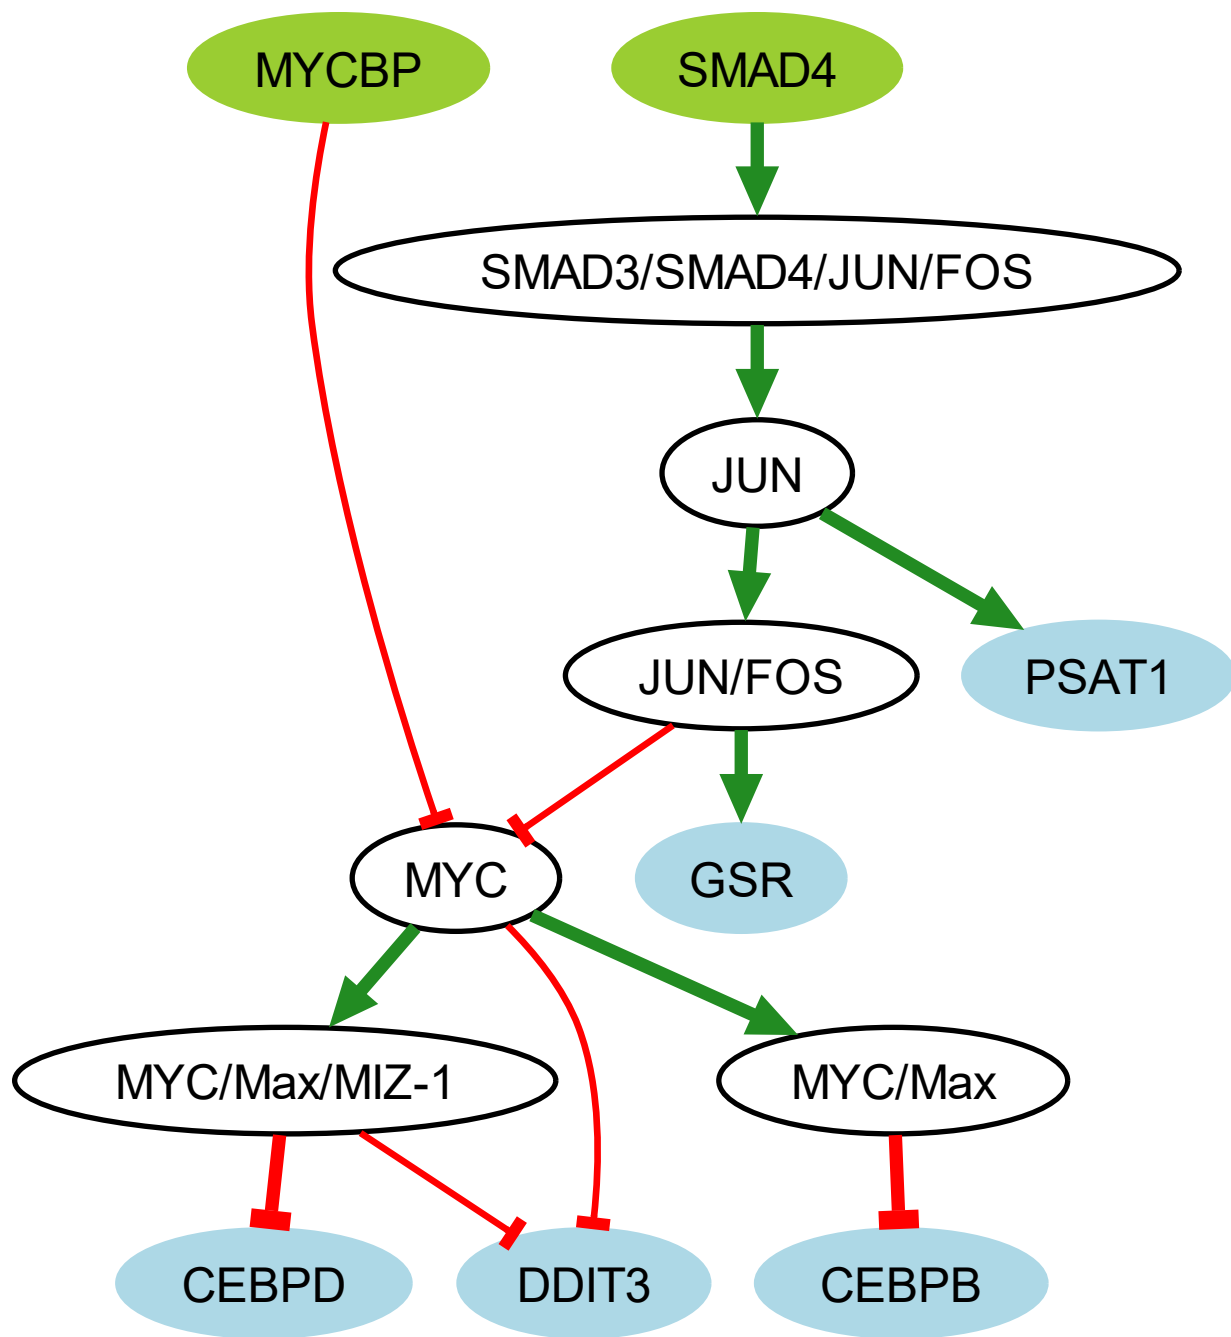 MYCBP
SMAD4
SMAD3/SMAD4/JUN/FOS
JUN
JUN/FOS
PSAT1
MYC
GSR
MYC/Max/MIZ-1
MYC/Max
CEBPD
DDIT3
CEBPB